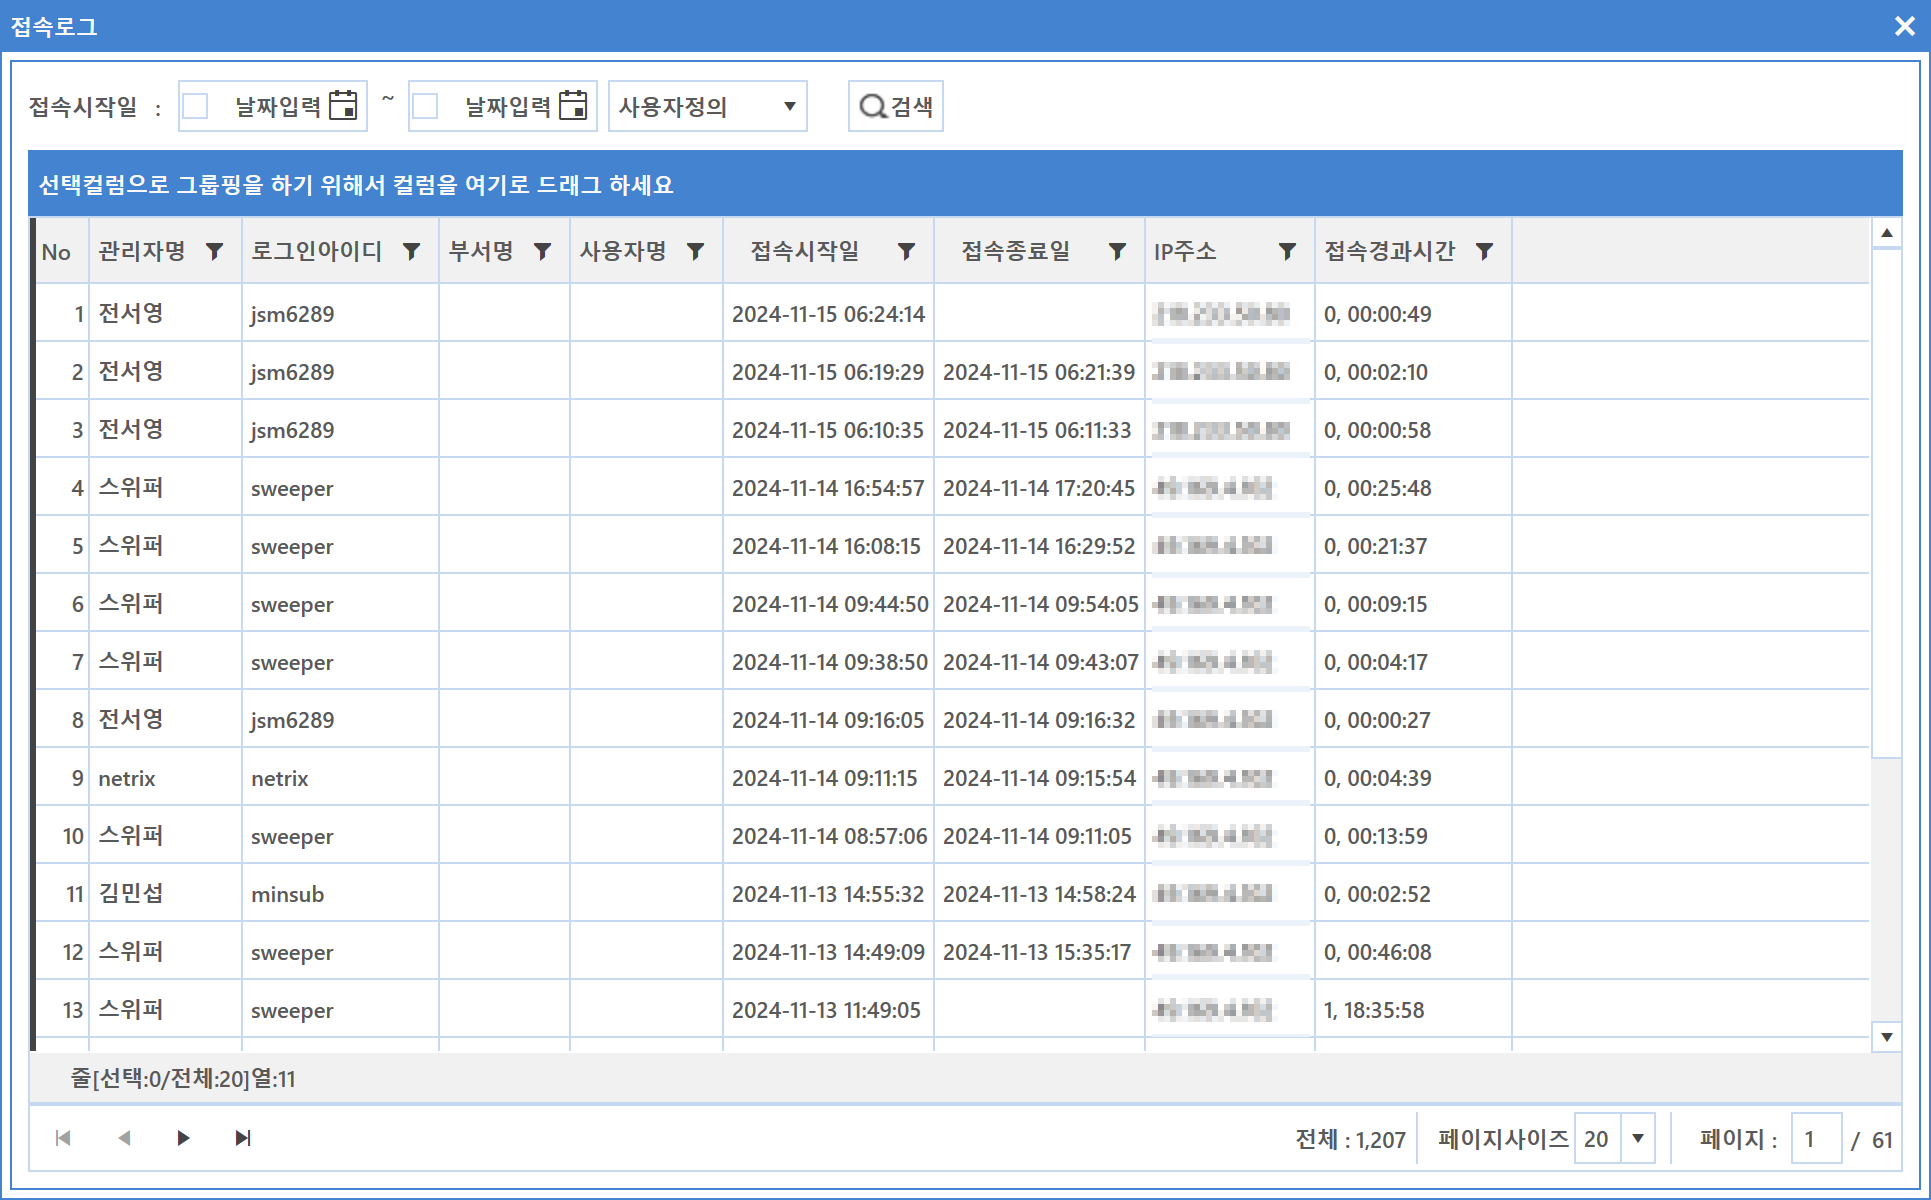 접속로그
접속시작일 : 날짜입력 ~ 날짜입력 사용자정의 검색
선택컬럼으로 그룹핑을 하기 위해서 컬럼을 여기로 드래그 하세요
No 관리자명 로그인아이디 부서명 사용자명 접속시작일 접속종료일 IP주소 접속경과시간
1 전서영 jsm6289 2024-11-15 06:24:14 0, 00:00:49
2 전서영 jsm6289 2024-11-15 06:19:29 2024-11-15 06:21:39 0, 00:02:10
3 전서영 jsm6289 2024-11-15 06:10:35 2024-11-15 06:11:33 0, 00:00:58
4 스위퍼 sweeper 2024-11-14 16:54:57 2024-11-14 17:20:45 0, 00:25:48
5 스위퍼 sweeper 2024-11-14 16:08:15 2024-11-14 16:29:52 0, 00:21:37
6 스위퍼 sweeper 2024-11-14 09:44:50 2024-11-14 09:54:05 0, 00:09:15
7 스위퍼 sweeper 2024-11-14 09:38:50 2024-11-14 09:43:07 0, 00:04:17
8 전서영 jsm6289 2024-11-14 09:16:05 2024-11-14 09:16:32 0, 00:00:27
9 netrix netrix 2024-11-14 09:11:15 2024-11-14 09:15:54 0, 00:04:39
10 스위퍼 sweeper 2024-11-14 08:57:06 2024-11-14 09:11:05 0, 00:13:59
11 김민섭 minsub 2024-11-13 14:55:32 2024-11-13 14:58:24 0, 00:02:52
12 스위퍼 sweeper 2024-11-13 14:49:09 2024-11-13 15:35:17 0, 00:46:08
13 스위퍼 sweeper 2024-11-13 11:49:05 1, 18:35:58
줄[선택:0/전체:20]열:11
전체 : 1,207 페이지사이즈 20 페이지 : 1 / 61